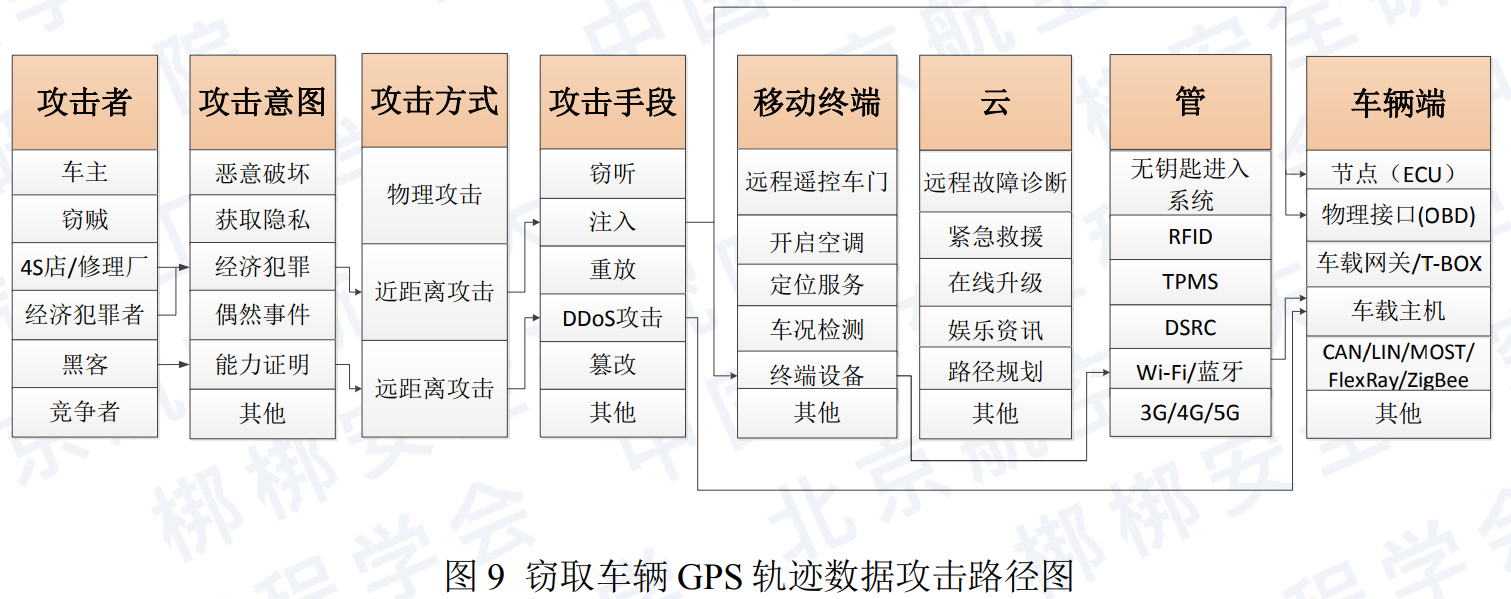 攻击者
车主
窃贼
4S店/修理厂
经济犯罪者
黑客
竞争者
攻击意图
恶意破坏
获取隐私
经济犯罪
偶然事件
能力证明
其他
攻击方式
物理攻击
近距离攻击
远距离攻击
攻击手段
窃听
注入
重放
DDoS攻击
篡改
其他
移动终端
远程遥控车门
开启空调
定位服务
车况检测
终端设备
其他
云
远程故障诊断
紧急救援
在线升级
娱乐资讯
路径规划
其他
管
无钥匙进入
系统
RFID
TPMS
DSRC
Wi-Fi/蓝牙
3G/4G/5G
车辆端
节点（ECU）
物理接口(OBD)
车载网关/T-BOX
车载主机
CAN/LIN/MOST/
FlexRay/ZigBee
其他
图 9 窃取车辆 GPS 轨迹数据攻击路径图